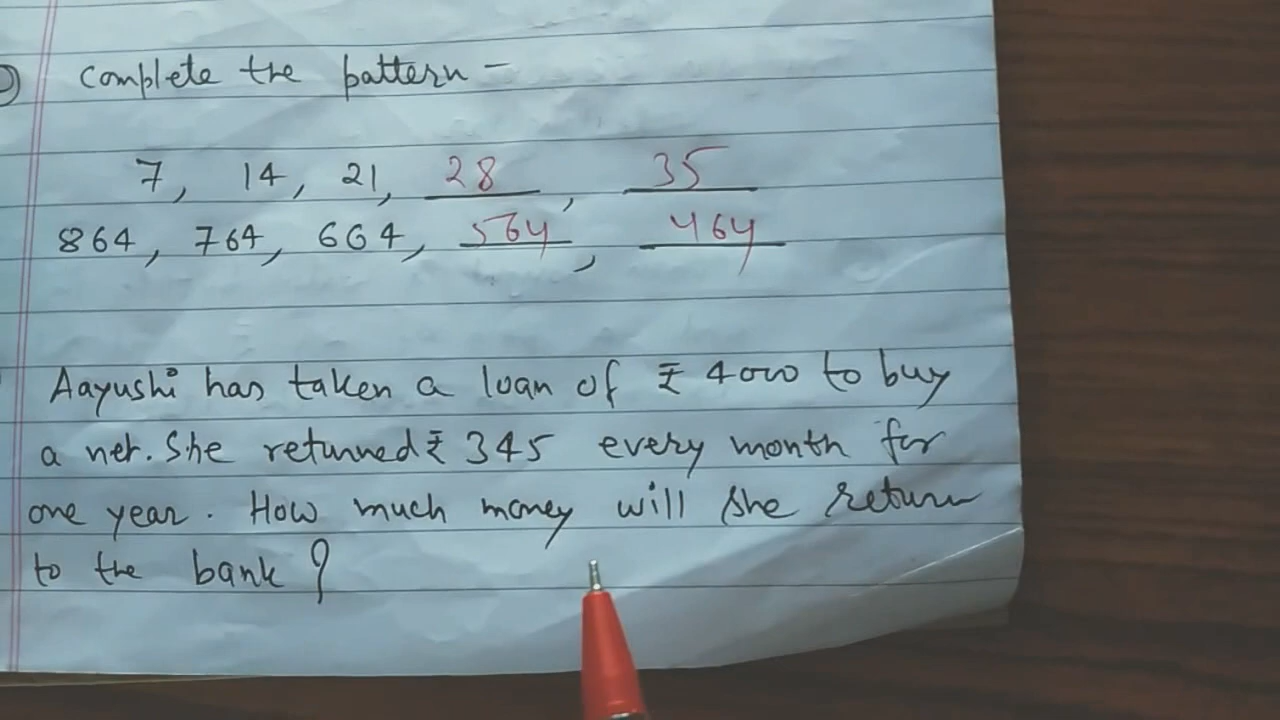 Complete the pattern -
7, 14, 21, 28, 35
864, 764, 664, 564, 464
Aayushi has taken a loan of ₹ 4000 to buy
a net. She returned ₹ 345 every month for
one year. How much money will she return
to the bank?